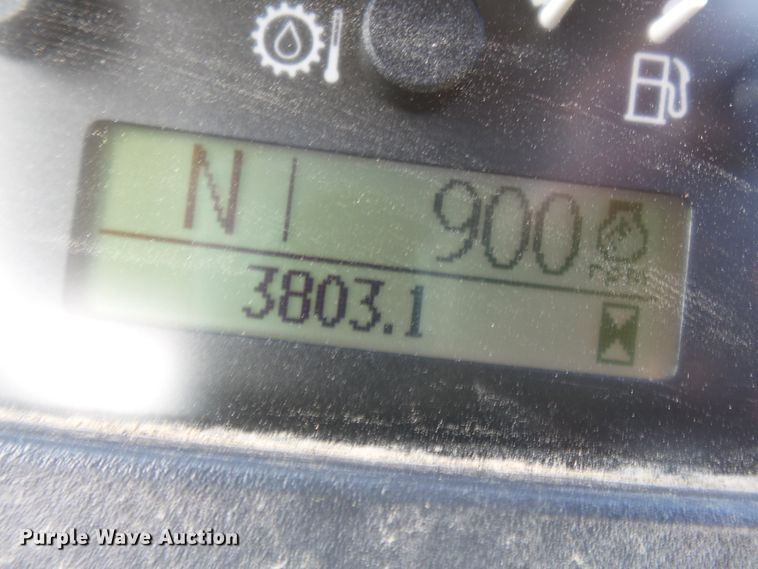 N 900
rpm
3803.1
Purple Wave Auction